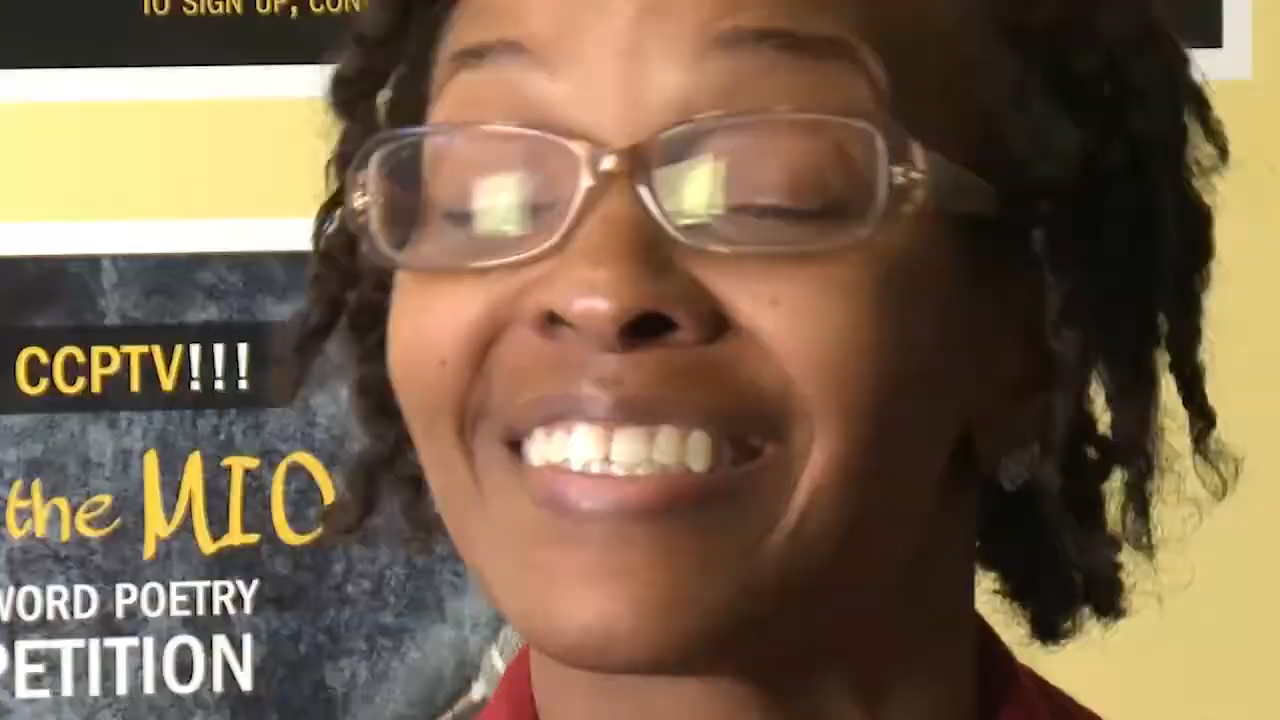 TO SIGN UP, CON
CCPTV!!!
the MIC
WORD POETRY
PETITION